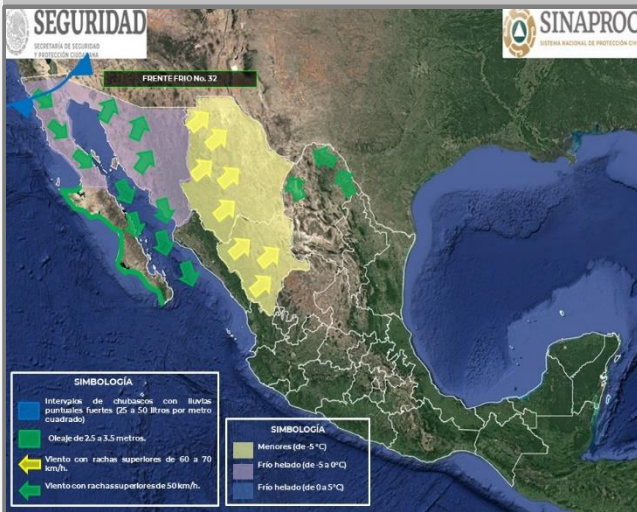 SEGURIDAD
SECRETARÍA DE SEGURIDAD
Y PROTECCIÓN CIUDADANA
SINAPROC
SISTEMA NACIONAL DE PROTECCIÓN CIV
FRENTE FRÍO No. 32
SIMBOLOGÍA
Intervalos de chubascos con lluvias
puntuales fuertes (25 a 50 litros por metro
cuadrado)
Oleaje de 2.5 a 3.5 metros.
Viento con rachas superiores de 60 a 70
km/h.
Viento con rachas superiores de 50 km/h.
SIMBOLOGÍA
Menores (de -5 °C)
Frío helado (de -5 a 0°C)
Frío helado (de 0 a 5°C)